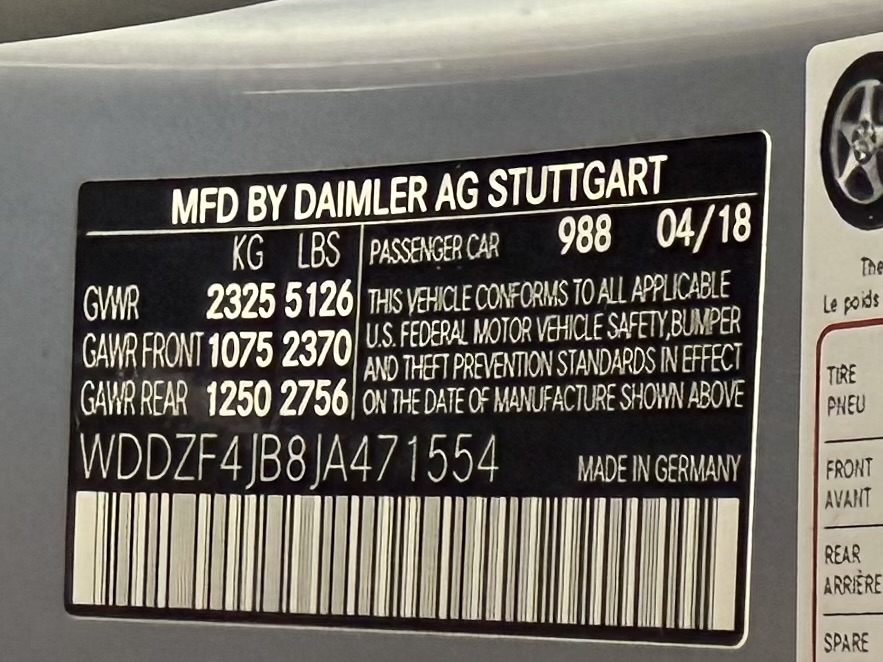 MFD BY DAIMLER AG STUTTGART
KG LBS
GVWR 2325 5126
GAWR FRONT 1075 2370
GAWR REAR 1250 2756
PASSENGER CAR 988 04/18
THIS VEHICLE CONFORMS TO ALL APPLICABLE
U.S. FEDERAL MOTOR VEHICLE SAFETY,BUMPER
AND THEFT PREVENTION STANDARDS IN EFFECT
ON THE DATE OF MANUFACTURE SHOWN ABOVE
WDDZF4JB8JA471554 MADE IN GERMANY
The
Le poids
TIRE
PNEU
FRONT
AVANT
REAR
ARRIÈRE
SPARE